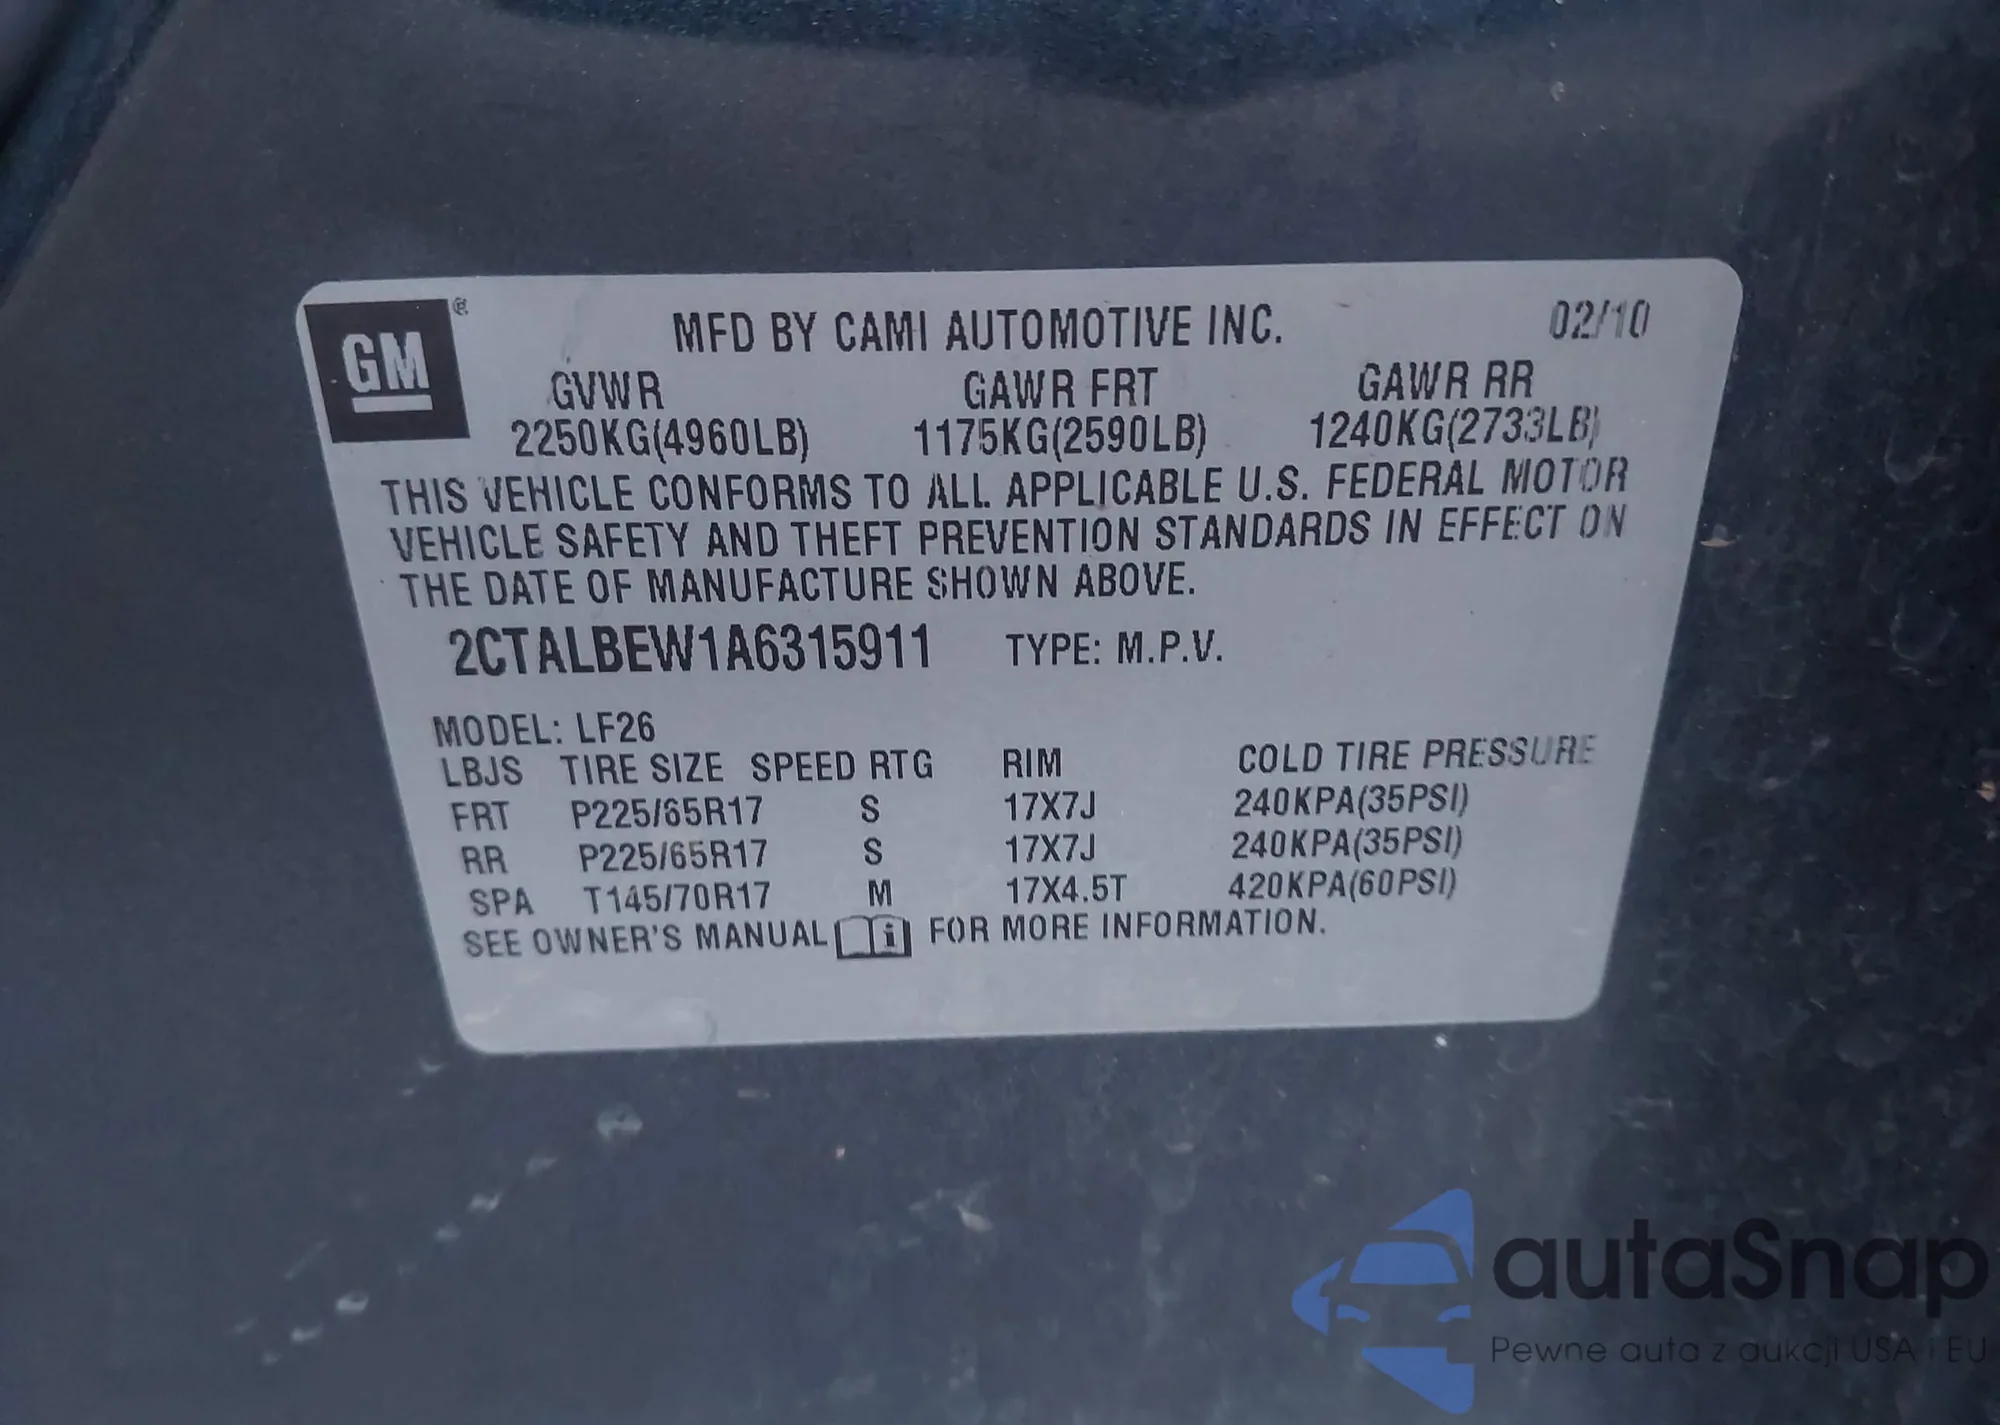 GM®
MFD BY CAMI AUTOMOTIVE INC. 02/10
GVWR GAWR FRT GAWR RR
2250KG(4960LB) 1175KG(2590LB) 1240KG(2733LB)
THIS VEHICLE CONFORMS TO ALL APPLICABLE U.S. FEDERAL MOTOR
VEHICLE SAFETY AND THEFT PREVENTION STANDARDS IN EFFECT ON
THE DATE OF MANUFACTURE SHOWN ABOVE.
2CTALBEW1A6315911 TYPE: M.P.V.
MODEL: LF26
LBJS TIRE SIZE SPEED RTG RIM COLD TIRE PRESSURE
FRT P225/65R17 S 17X7J 240KPA(35PSI)
RR P225/65R17 S 17X7J 240KPA(35PSI)
SPA T145/70R17 M 17X4.5T 420KPA(60PSI)
SEE OWNER'S MANUAL i FOR MORE INFORMATION.
autaSnap
Pewne auta z aukcji USA i EU